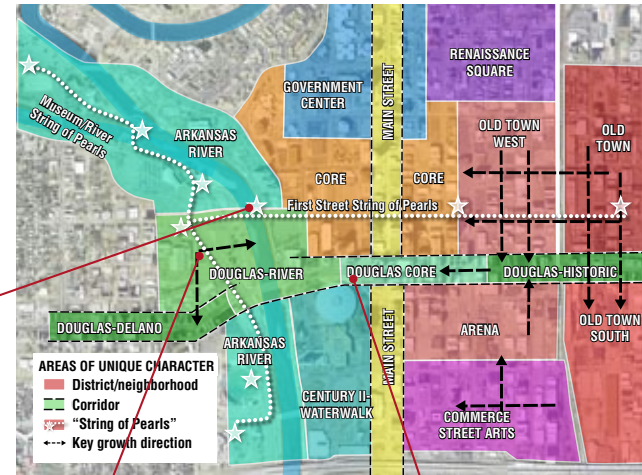 RENAISSANCE
SQUARE
GOVERNMENT
CENTER
MAIN STREET
Museum/River
String of Pearls
ARKANSAS
RIVER
OLD TOWN
WEST
OLD
TOWN
CORE
CORE
First Street String of Pearls
DOUGLAS-RIVER
DOUGLAS CORE
DOUGLAS-HISTORIC
DOUGLAS-DELANO
ARKANSAS
RIVER
MAIN STREET
ARENA
OLD TOWN
SOUTH
CENTURY II-
WATERWALK
COMMERCE
STREET ARTS
AREAS OF UNIQUE CHARACTER
District/neighborhood
Corridor
“String of Pearls”
Key growth direction